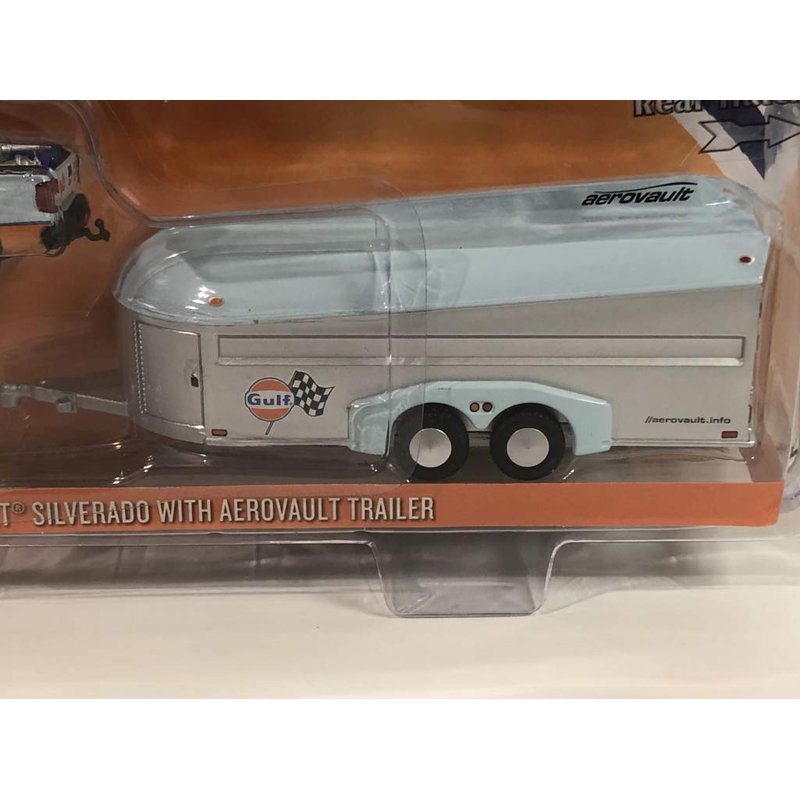 aerovault
Gulf
//aerovault.info
T® SILVERADO WITH AEROVAULT TRAILER